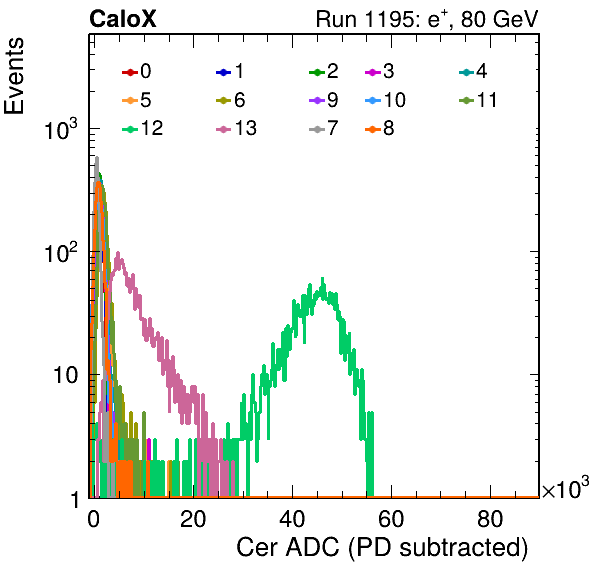 CaloX Run 1195: e⁺, 80 GeV
Events
0 1 2 3 4
5 6 9 10 11
12 13 7 8
10³
10²
10
1
0 20 40 60 80
×10³
Cer ADC (PD subtracted)